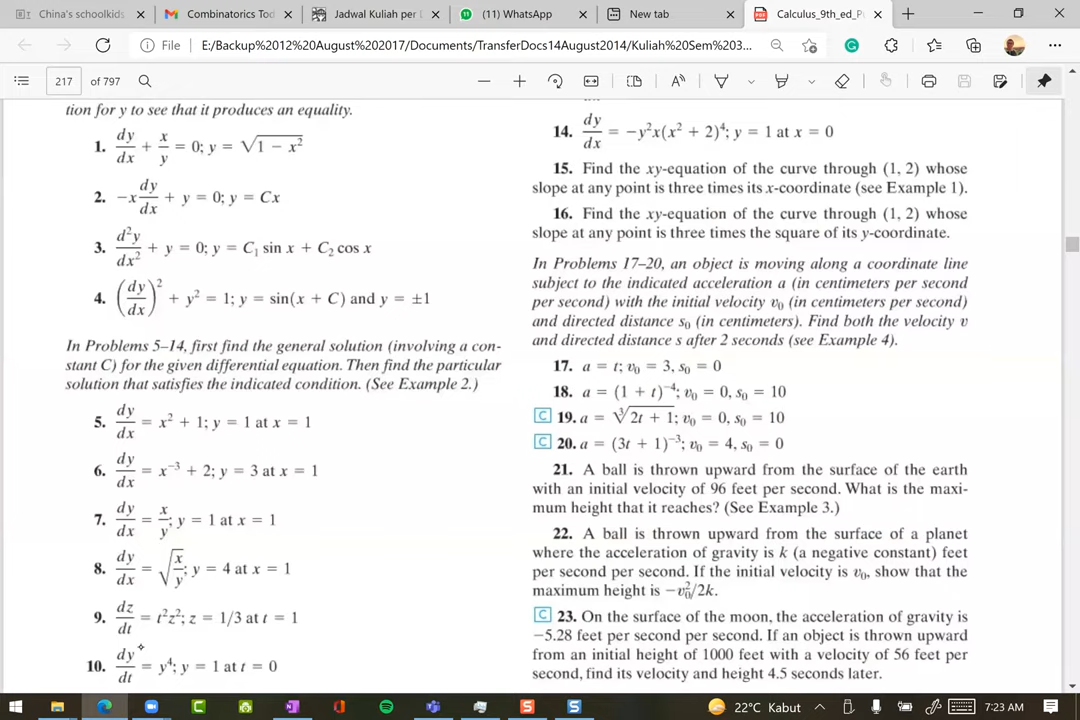 China's schoolkids
Combinatorics Tod
Jadwal Kuliah per I
(11) WhatsApp
New tab
Calculus_9th_ed_P
File
E:/Backup%2012%20August%202017/Documents/TransferDocs14August2014/Kuliah%20Sem%203...
217 of 797
tion for y to see that it produces an equality.
1. dy/dx + x/y = 0; y = √(1 − x²)
2. −x dy/dx + y = 0; y = Cx
3. d²y/dx² + y = 0; y = C₁ sin x + C₂ cos x
4. (dy/dx)² + y² = 1; y = sin(x + C) and y = ±1
In Problems 5–14, first find the general solution (involving a con-
stant C) for the given differential equation. Then find the particular
solution that satisfies the indicated condition. (See Example 2.)
5. dy/dx = x² + 1; y = 1 at x = 1
6. dy/dx = x⁻³ + 2; y = 3 at x = 1
7. dy/dx = x/y; y = 1 at x = 1
8. dy/dx = √(x/y); y = 4 at x = 1
9. dz/dt = t²z²; z = 1/3 at t = 1
10. dy/dt = y⁴; y = 1 at t = 0
14. dy/dx = −y²x(x² + 2)⁴; y = 1 at x = 0
15. Find the xy-equation of the curve through (1, 2) whose
slope at any point is three times its x-coordinate (see Example 1).
16. Find the xy-equation of the curve through (1, 2) whose
slope at any point is three times the square of its y-coordinate.
In Problems 17–20, an object is moving along a coordinate line
subject to the indicated acceleration a (in centimeters per second
per second) with the initial velocity v₀ (in centimeters per second)
and directed distance s₀ (in centimeters). Find both the velocity v
and directed distance s after 2 seconds (see Example 4).
17. a = t; v₀ = 3, s₀ = 0
18. a = (1 + t)⁻⁴; v₀ = 0, s₀ = 10
C 19. a = ∛(2t + 1); v₀ = 0, s₀ = 10
C 20. a = (3t + 1)⁻³; v₀ = 4, s₀ = 0
21. A ball is thrown upward from the surface of the earth
with an initial velocity of 96 feet per second. What is the maxi-
mum height that it reaches? (See Example 3.)
22. A ball is thrown upward from the surface of a planet
where the acceleration of gravity is k (a negative constant) feet
per second per second. If the initial velocity is v₀, show that the
maximum height is −v₀²/2k.
C 23. On the surface of the moon, the acceleration of gravity is
−5.28 feet per second per second. If an object is thrown upward
from an initial height of 1000 feet with a velocity of 56 feet per
second, find its velocity and height 4.5 seconds later.
22°C Kabut
7:23 AM